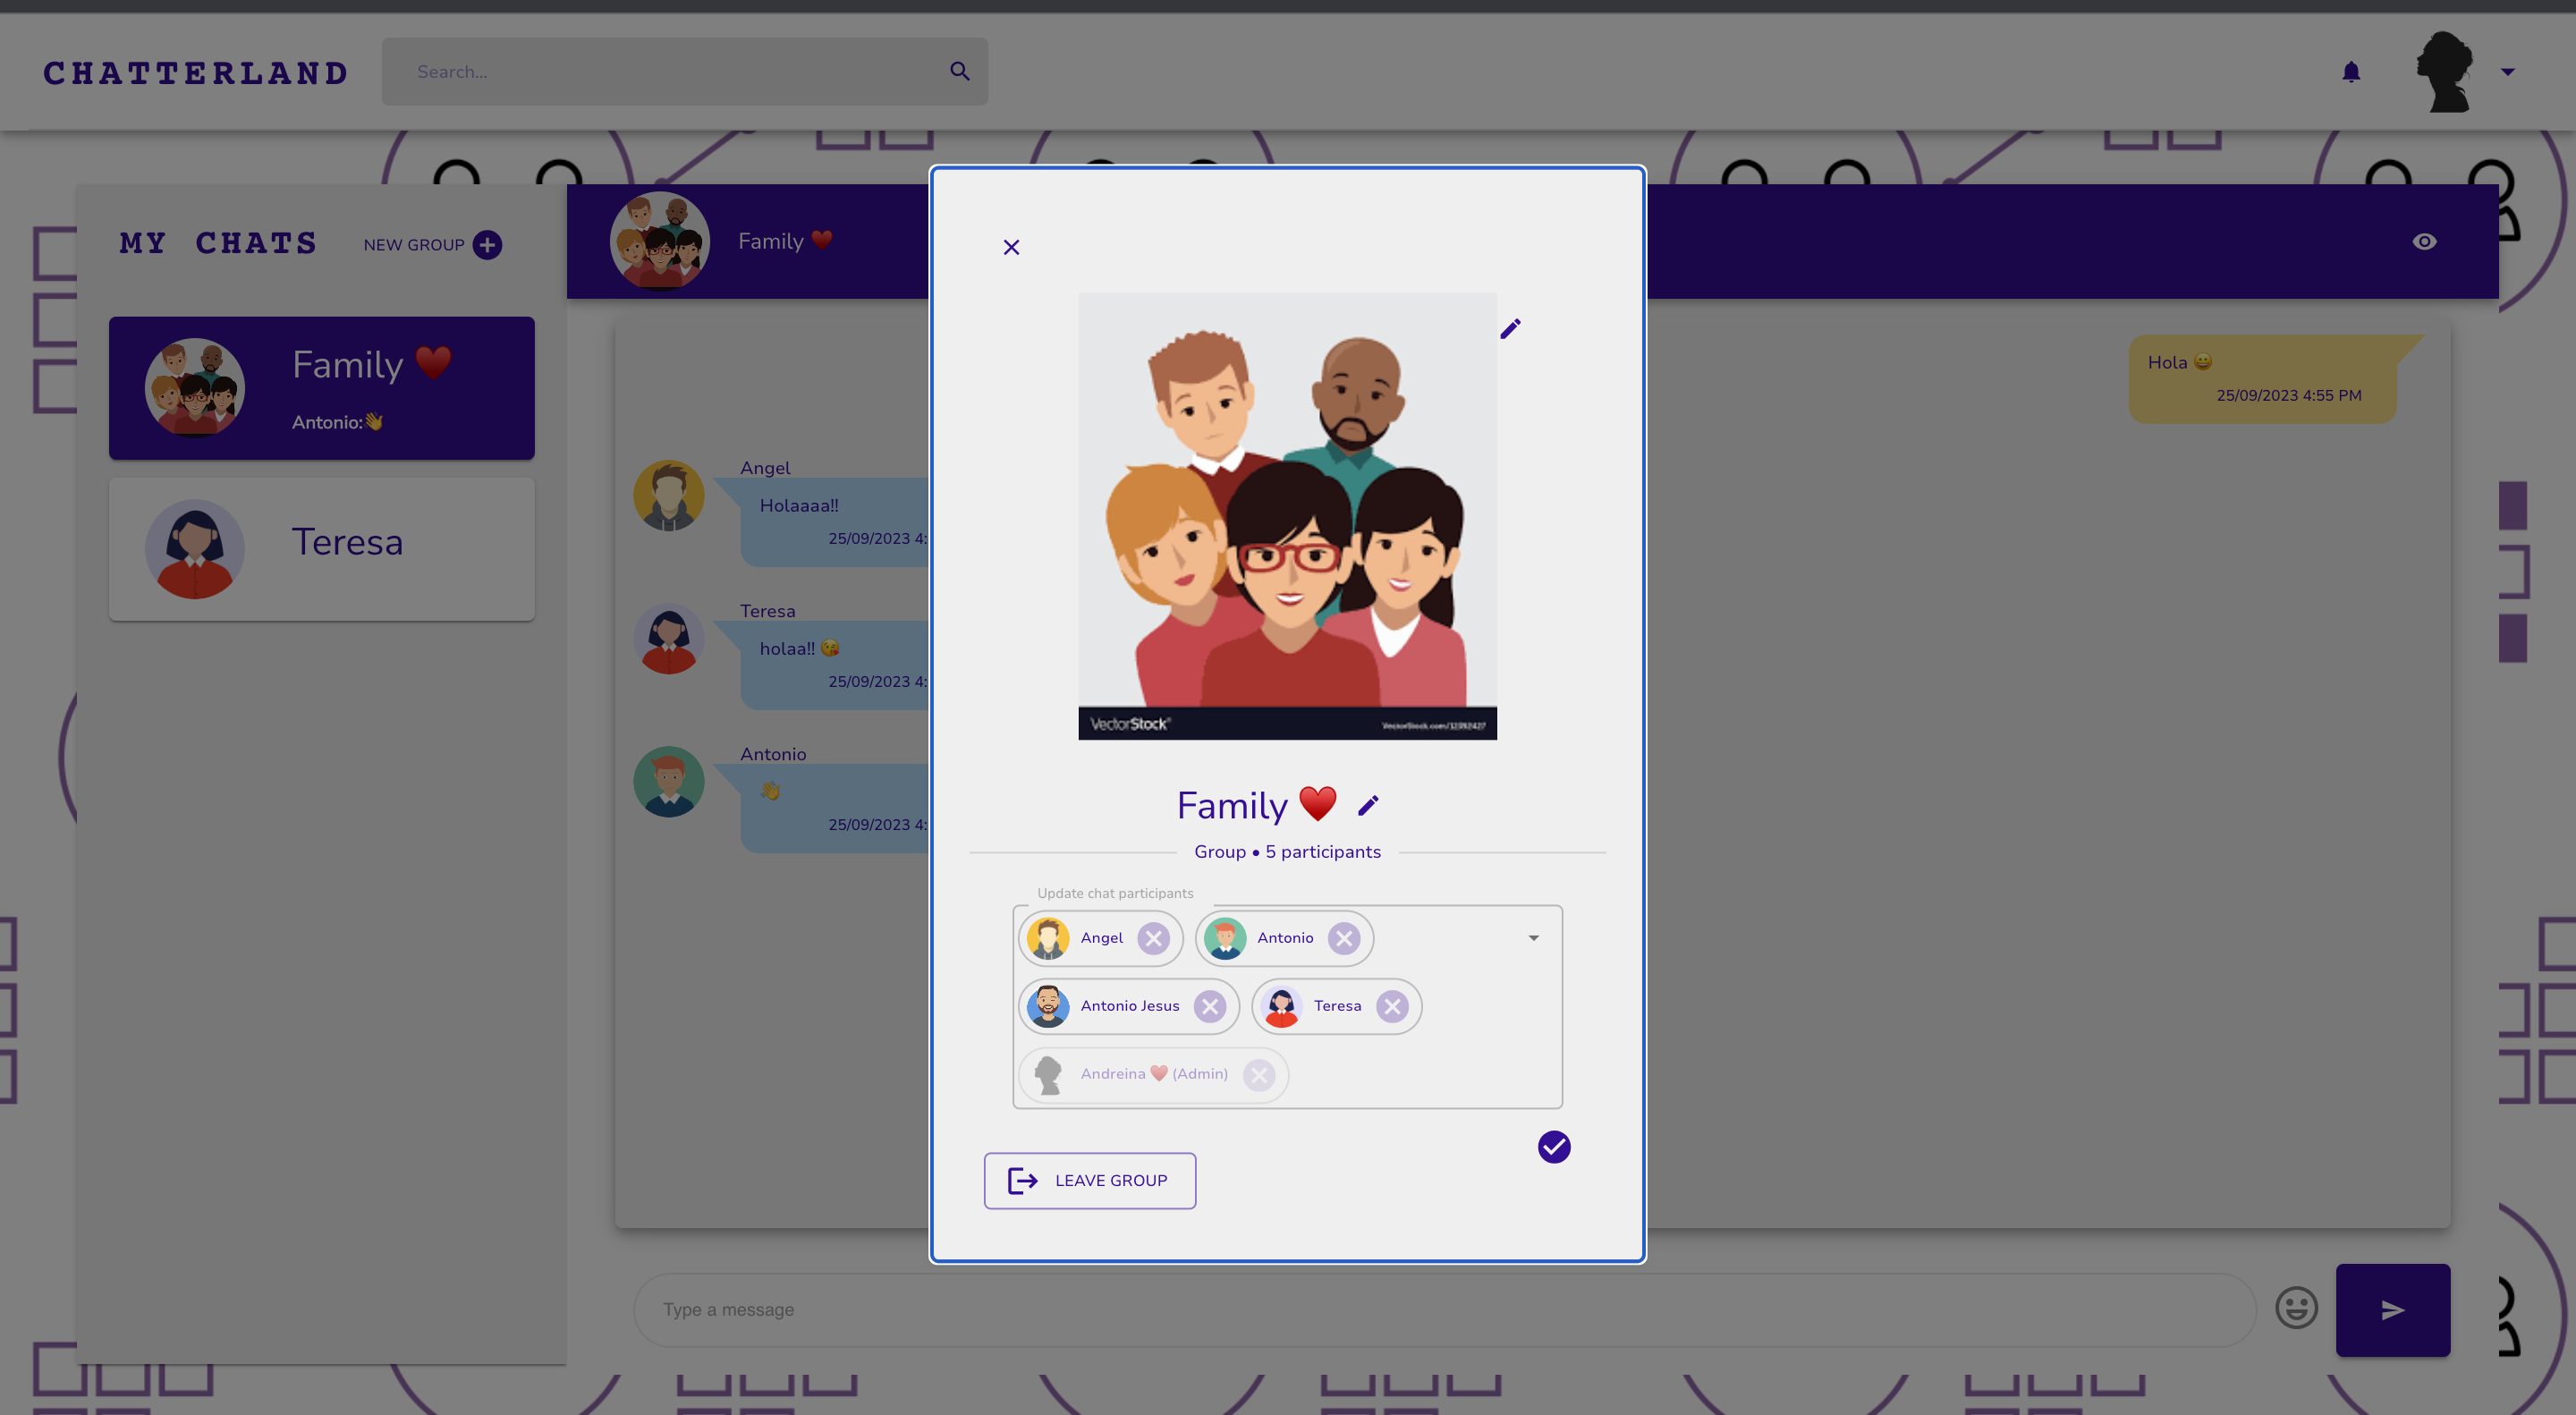 CHATTERLAND
Search...
MY CHATS
NEW GROUP
Family ❤️
Antonio:👋
Teresa
Family ❤️
Hola 😀
25/09/2023 4:55 PM
Angel
Holaaaa!!
25/09/2023 4:
Teresa
holaa!! 😘
25/09/2023 4:
Antonio
👋
25/09/2023 4:
VectorStock®
VectorStock.com/12092427
Family ❤️
Group • 5 participants
Update chat participants
Angel
Antonio
Antonio Jesus
Teresa
Andreina ❤️ (Admin)
LEAVE GROUP
Type a message